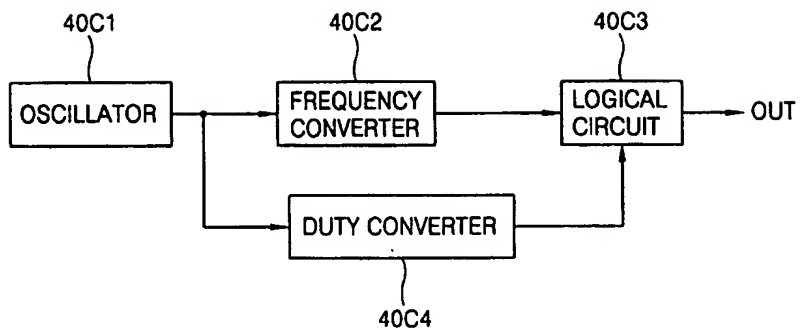 40C1
40C2
40C3
OSCILLATOR
FREQUENCY
CONVERTER
LOGICAL
CIRCUIT
OUT
DUTY CONVERTER
40C4